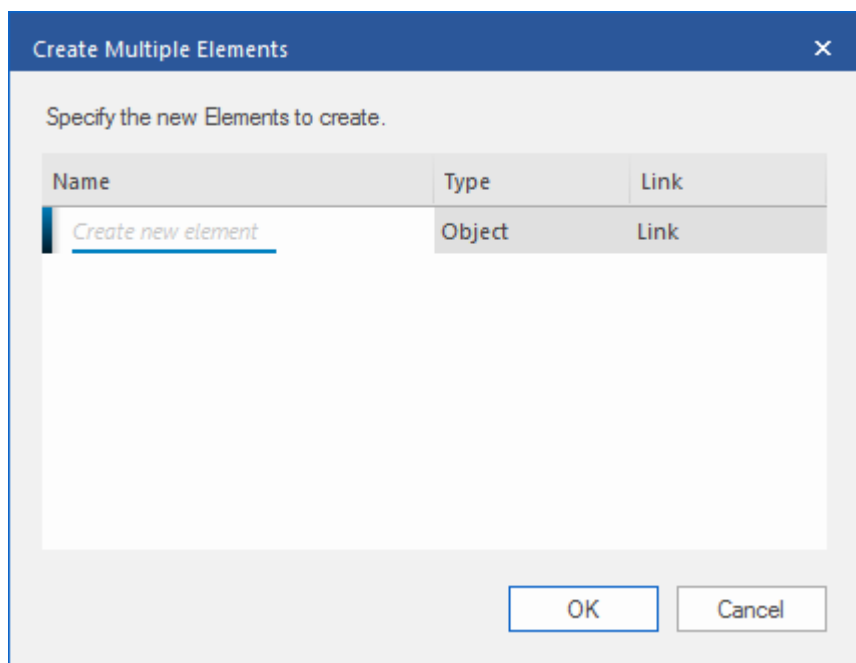 Create Multiple Elements
Specify the new Elements to create.
Name Type Link
Create new element Object Link
OK Cancel